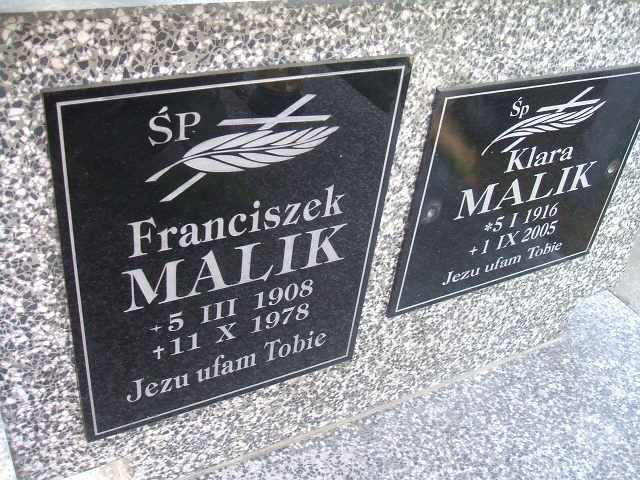 ŚP
Franciszek
MALIK
*5 III 1908
+11 X 1978
Jezu ufam Tobie
Śp
Klara
MALIK
*5 I 1916
+1 IX 2005
Jezu ufam Tobie